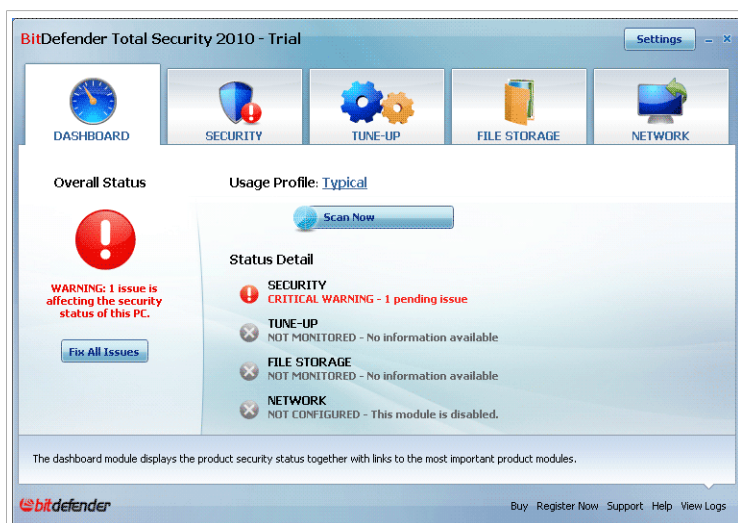 BitDefender Total Security 2010 - Trial
Settings
DASHBOARD
SECURITY
TUNE-UP
FILE STORAGE
NETWORK
Overall Status
WARNING: 1 issue is
affecting the security
status of this PC.
Fix All Issues
Usage Profile: Typical
Scan Now
Status Detail
SECURITY
CRITICAL WARNING - 1 pending issue
TUNE-UP
NOT MONITORED - No information available
FILE STORAGE
NOT MONITORED - No information available
NETWORK
NOT CONFIGURED - This module is disabled.
The dashboard module displays the product security status together with links to the most important product modules.
bitdefender
Buy Register Now Support Help View Logs